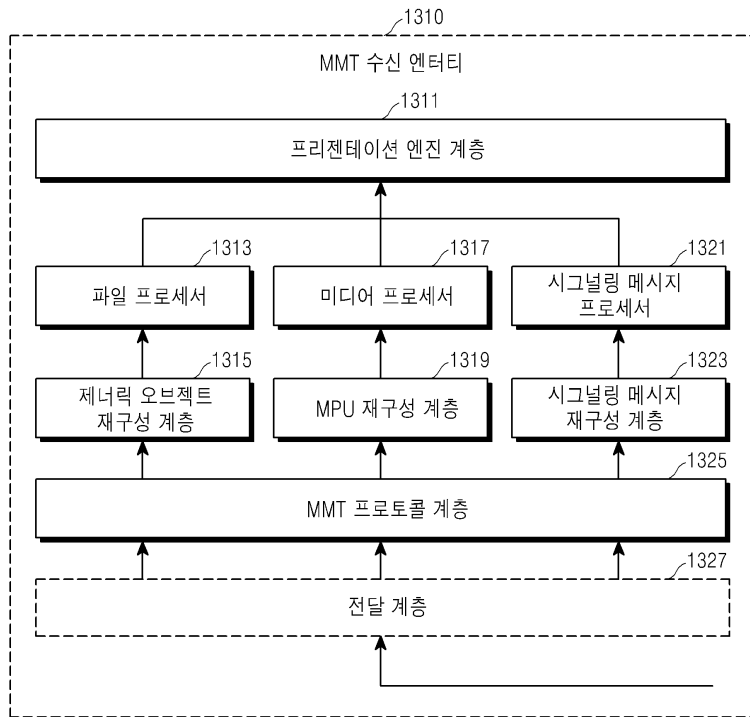 1310
MMT 수신 엔터티
1311
프리젠테이션 엔진 계층
1313
파일 프로세서
1317
미디어 프로세서
1321
시그널링 메시지
프로세서
1315
제너릭 오브젝트
재구성 계층
1319
MPU 재구성 계층
1323
시그널링 메시지
재구성 계층
1325
MMT 프로토콜 계층
1327
전달 계층